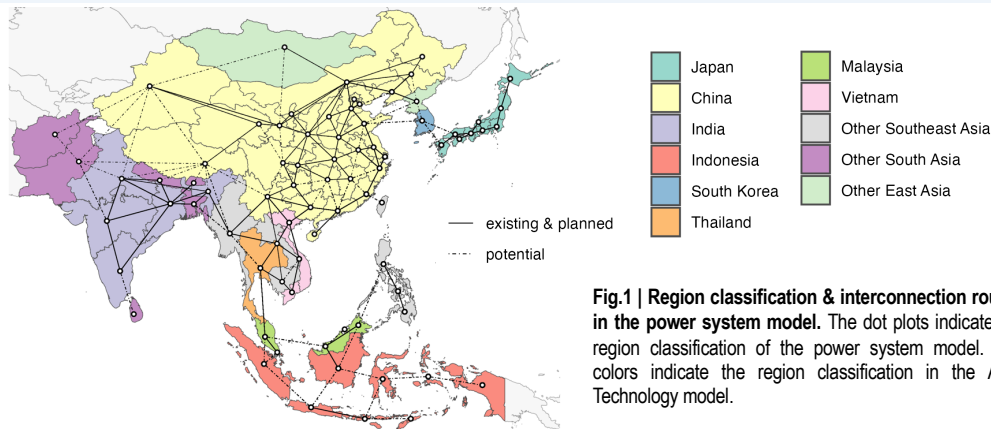 Japan
China
India
Indonesia
South Korea
Thailand
Malaysia
Vietnam
Other Southeast Asia
Other South Asia
Other East Asia
existing & planned
potential
Fig.1 | Region classification & interconnection rou
in the power system model. The dot plots indicate
region classification of the power system model.
colors indicate the region classification in the A
Technology model.